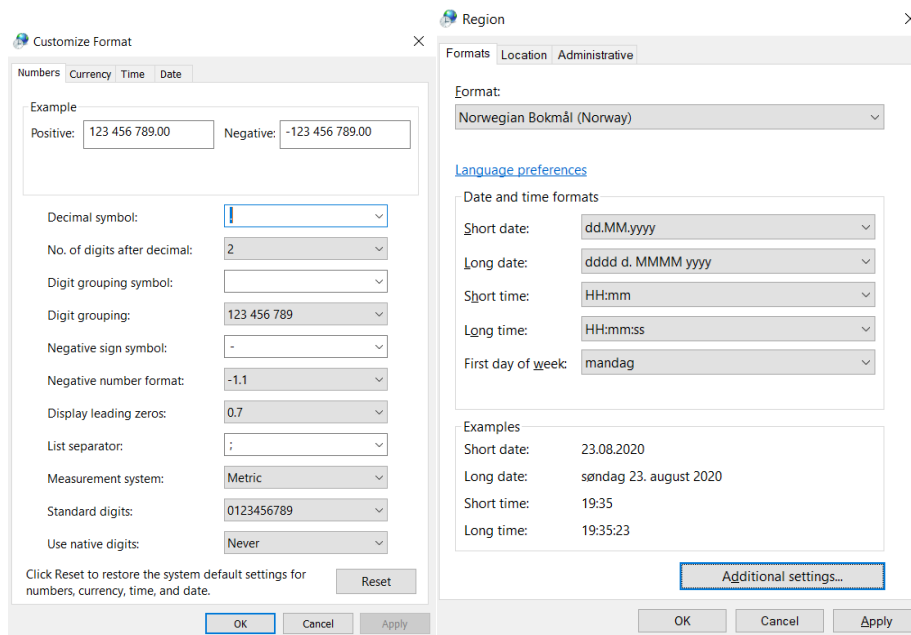 Customize Format
Numbers Currency Time Date
Example
Positive: 123 456 789.00 Negative: -123 456 789.00
Decimal symbol: .
No. of digits after decimal: 2
Digit grouping symbol:
Digit grouping: 123 456 789
Negative sign symbol: -
Negative number format: -1.1
Display leading zeros: 0.7
List separator: ;
Measurement system: Metric
Standard digits: 0123456789
Use native digits: Never
Click Reset to restore the system default settings for
numbers, currency, time, and date.
Reset
OK Cancel Apply
Region
Formats Location Administrative
Format:
Norwegian Bokmål (Norway)
Language preferences
Date and time formats
Short date: dd.MM.yyyy
Long date: dddd d. MMMM yyyy
Short time: HH:mm
Long time: HH:mm:ss
First day of week: mandag
Examples
Short date: 23.08.2020
Long date: søndag 23. august 2020
Short time: 19:35
Long time: 19:35:23
Additional settings...
OK Cancel Apply